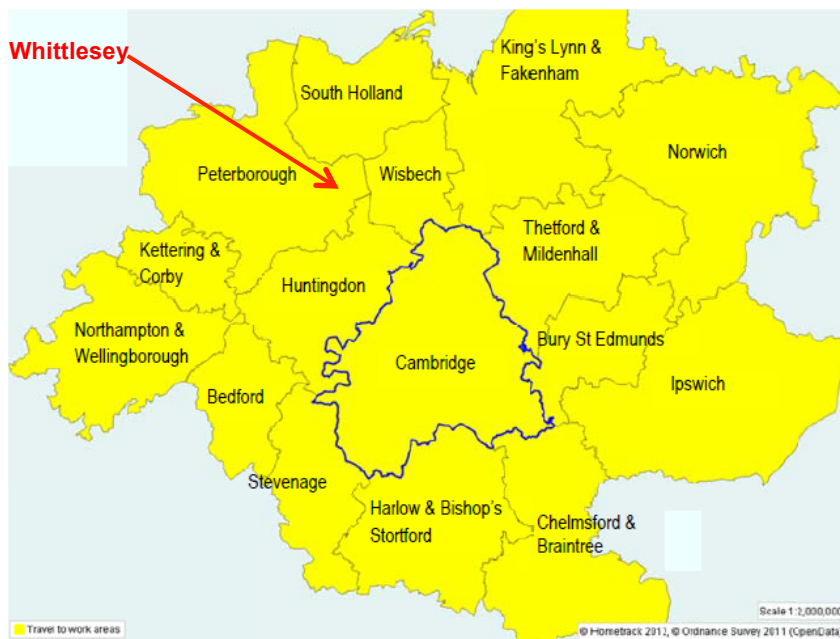 Whittlesey
King's Lynn &
Fakenham
South Holland
Norwich
Peterborough
Wisbech
Thetford &
Mildenhall
Kettering &
Corby
Huntingdon
Northampton &
Wellingborough
Bury St Edmunds
Cambridge
Ipswich
Bedford
Stevenage
Harlow & Bishop's
Stortford
Chelmsford &
Braintree
Scale 1:2,000,000
Travel to work areas
© Hometrack 2012, © Ordnance Survey 2011 (OpenData